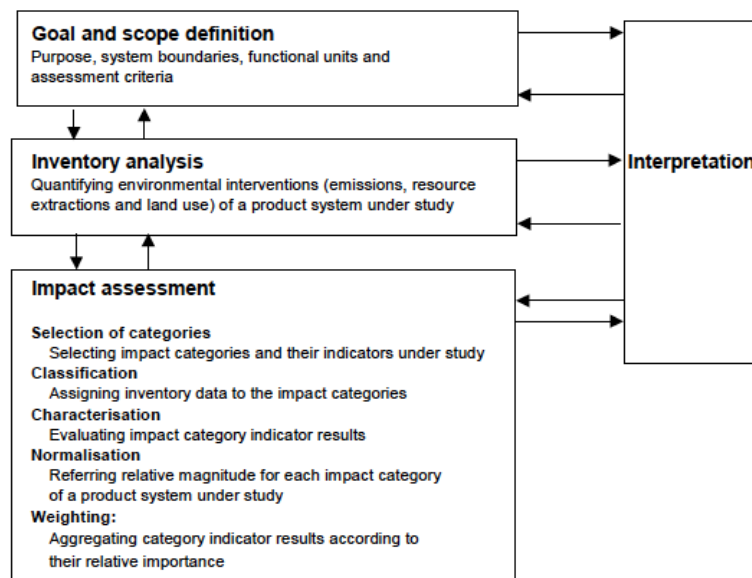 Goal and scope definition
Purpose, system boundaries, functional units and
assessment criteria
Inventory analysis
Quantifying environmental interventions (emissions, resource
extractions and land use) of a product system under study
Interpretation
Impact assessment
Selection of categories
Selecting impact categories and their indicators under study
Classification
Assigning inventory data to the impact categories
Characterisation
Evaluating impact category indicator results
Normalisation
Referring relative magnitude for each impact category
of a product system under study
Weighting:
Aggregating category indicator results according to
their relative importance